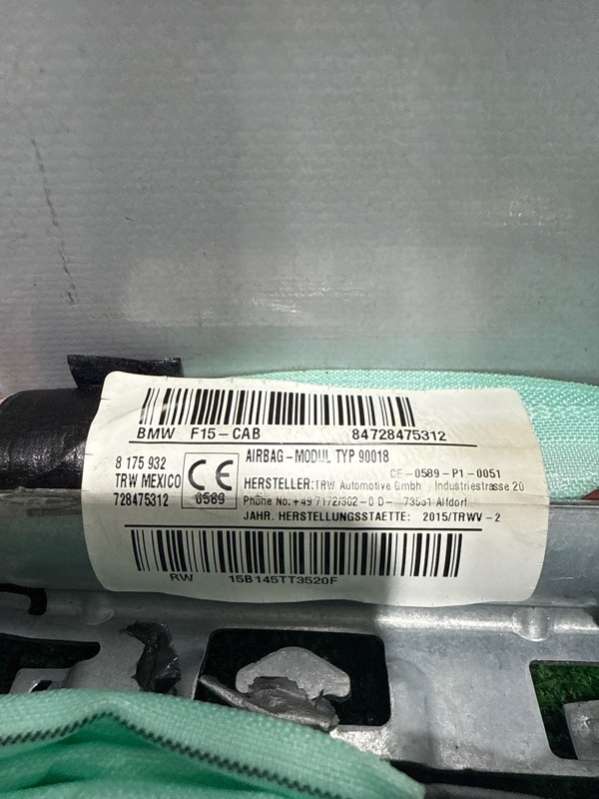 BMW F15-CAB 84728475312
8 175 932
TRW MEXICO
728475312
CE
0589
AIRBAG-MODUL TYP 90018
CE-0589-P1-0051
HERSTELLER: TRW Automotive Gmbh Industriestrasse 20
Phone No. +49 7172/302-0 D- 73551 Alfdorf
JAHR. HERSTELLUNGSSTAETTE: 2015/TRWV-2
RW 15B145TT3520F